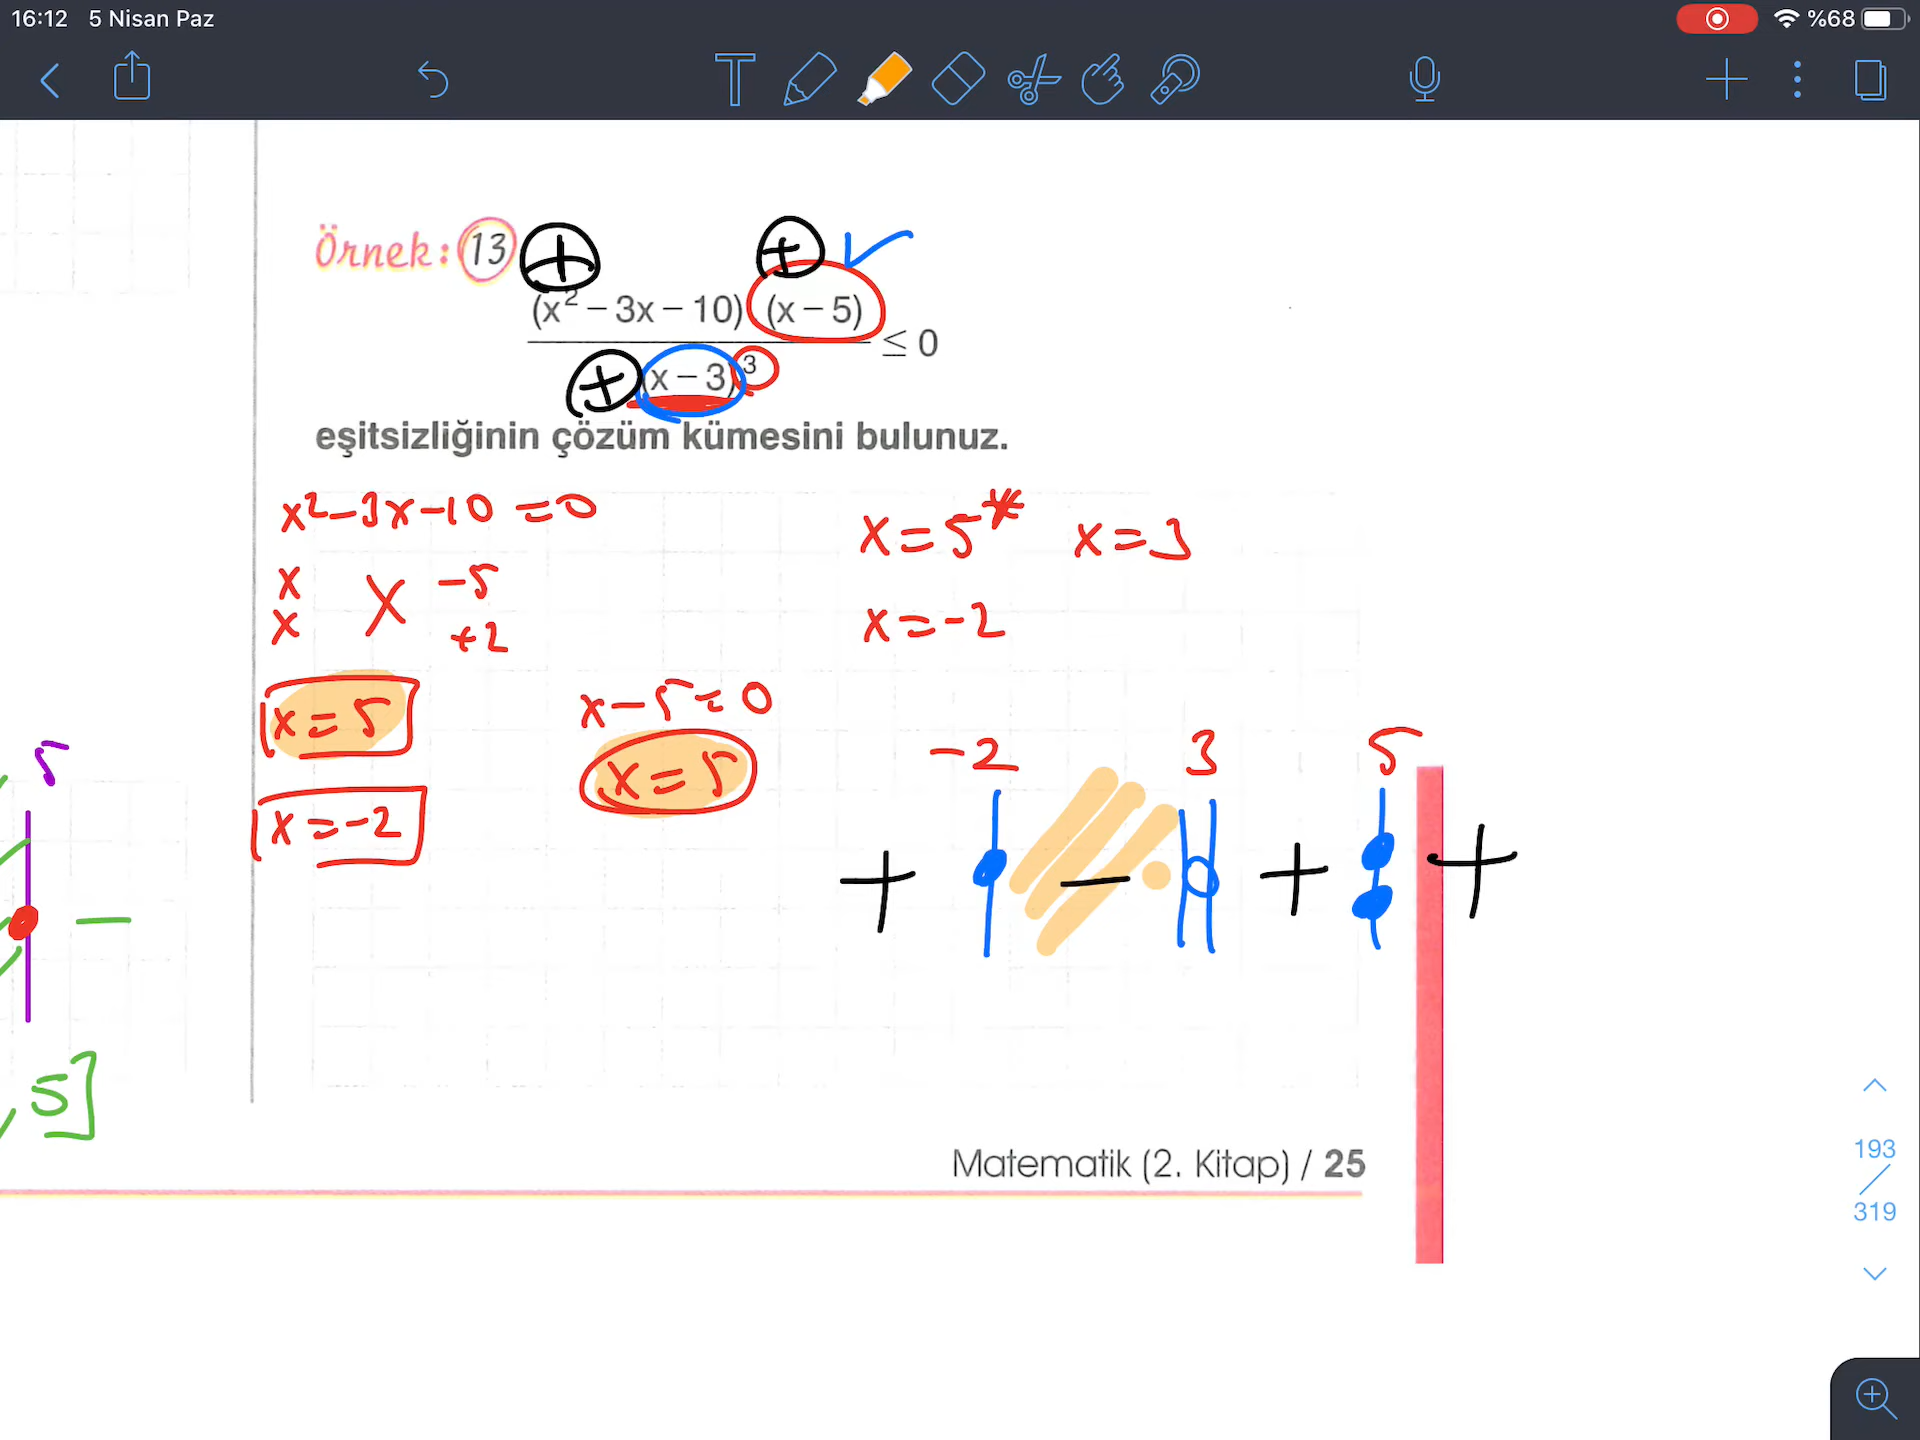 16:12 5 Nisan Paz %68
Örnek: 13 + +
(x² – 3x – 10) (x – 5)
≤ 0
+ (x – 3)³
eşitsizliğinin çözüm kümesini bulunuz.
x²-3x-10 =0
x -5
x +2
x=5
x=-2
x-5=0
x=5
x=5* x=3
x=-2
-2 3 5
+ - + +
5
-
, 5]
Matematik (2. Kitap) / 25
193
319